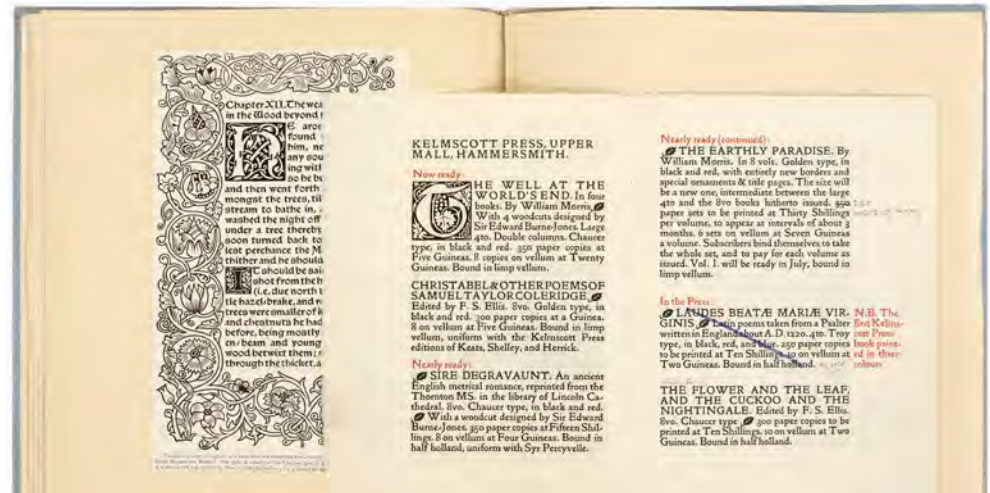 Chapter XII. The wea
in the Wood beyond t
HE aros
found
him, ne
any sou
ing witl
so he bu
and then went forth
mongst the trees, til
stream to bathe in,
washed the night off
under a tree thereby
soon turned back to
lest perchance the M
thither and he should
IT should be sai
shot from the h
(i.e. due north t
tle hazel-brake, and r
trees were smaller of k
and chestnuts he had
before, being mostly
en/beam and young
wood betwixt them; s
through the thicket, a
KELMSCOTT PRESS, UPPER
MALL, HAMMERSMITH.
Now ready:
THE WELL AT THE
WORLD'S END. In four
books. By William Morris.
With 4 woodcuts designed by
Sir Edward Burne-Jones. Large
4to. Double columns. Chaucer
type, in black and red. 350 paper copies at
Five Guineas. 8 copies on vellum at Twenty
Guineas. Bound in limp vellum.
CHRISTABEL & OTHER POEMS OF
SAMUEL TAYLOR COLERIDGE.
Edited by F. S. Ellis. 8vo. Golden type, in
black and red. 300 paper copies at a Guinea.
8 on vellum at Five Guineas. Bound in limp
vellum, uniform with the Kelmscott Press
editions of Keats, Shelley, and Herrick.
Nearly ready:
SIRE DEGRAVAUNT. An ancient
English metrical romance, reprinted from the
Thornton MS. in the library of Lincoln Ca-
thedral. 8vo. Chaucer type, in black and red.
With a woodcut designed by Sir Edward
Burne-Jones. 350 paper copies at Fifteen Shil-
lings. 8 on vellum at Four Guineas. Bound in
half holland, uniform with Syr Percyvelle.
Nearly ready (continued):
THE EARTHLY PARADISE. By
William Morris. In 8 vols. Golden type, in
black and red, with entirely new borders and
special ornaments & title pages. The size will
be a new one, intermediate between the large
4to and the 8vo books hitherto issued. 350
paper sets to be printed at Thirty Shillings
per volume, to appear at intervals of about 3
months. 6 sets on vellum at Seven Guineas
a volume. Subscribers bind themselves to take
the whole set, and to pay for each volume as
issued. Vol. I. will be ready in July, bound in
limp vellum.
In the Press:
LAUDES BEATÆ MARIÆ VIR-
GINIS. Latin poems taken from a Psalter
written in England about A.D. 1220. 4to. Troy
type, in black, red, and blue. 250 paper copies
to be printed at Ten Shillings, 10 on vellum at
Two Guineas. Bound in half holland.
N.B. The
first Kelms-
cott Press
book print-
ed in three
colours
THE FLOWER AND THE LEAF,
AND THE CUCKOO AND THE
NIGHTINGALE. Edited by F. S. Ellis.
8vo. Chaucer type. 300 paper copies to be
printed at Ten Shillings. 10 on vellum at Two
Guineas. Bound in half holland.